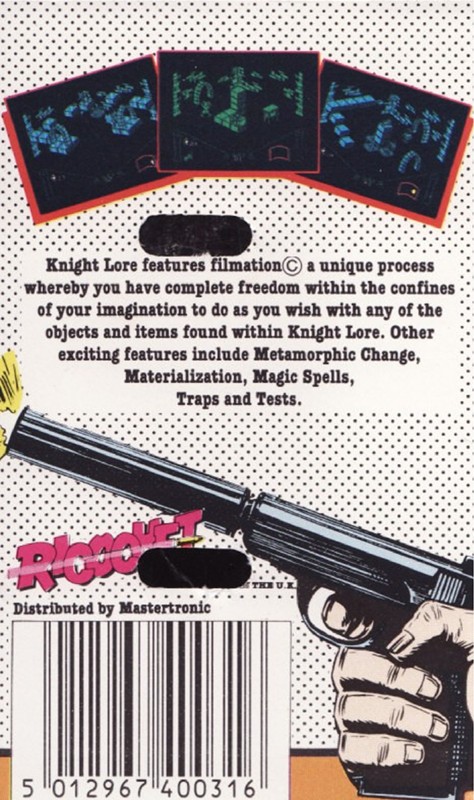 Knight Lore features filmation© a unique process
whereby you have complete freedom within the confines
of your imagination to do as you wish with any of the
objects and items found within Knight Lore. Other
exciting features include Metamorphic Change,
Materialization, Magic Spells,
Traps and Tests.
RICOCHET
THE U.K.
Distributed by Mastertronic
5 012967 400316